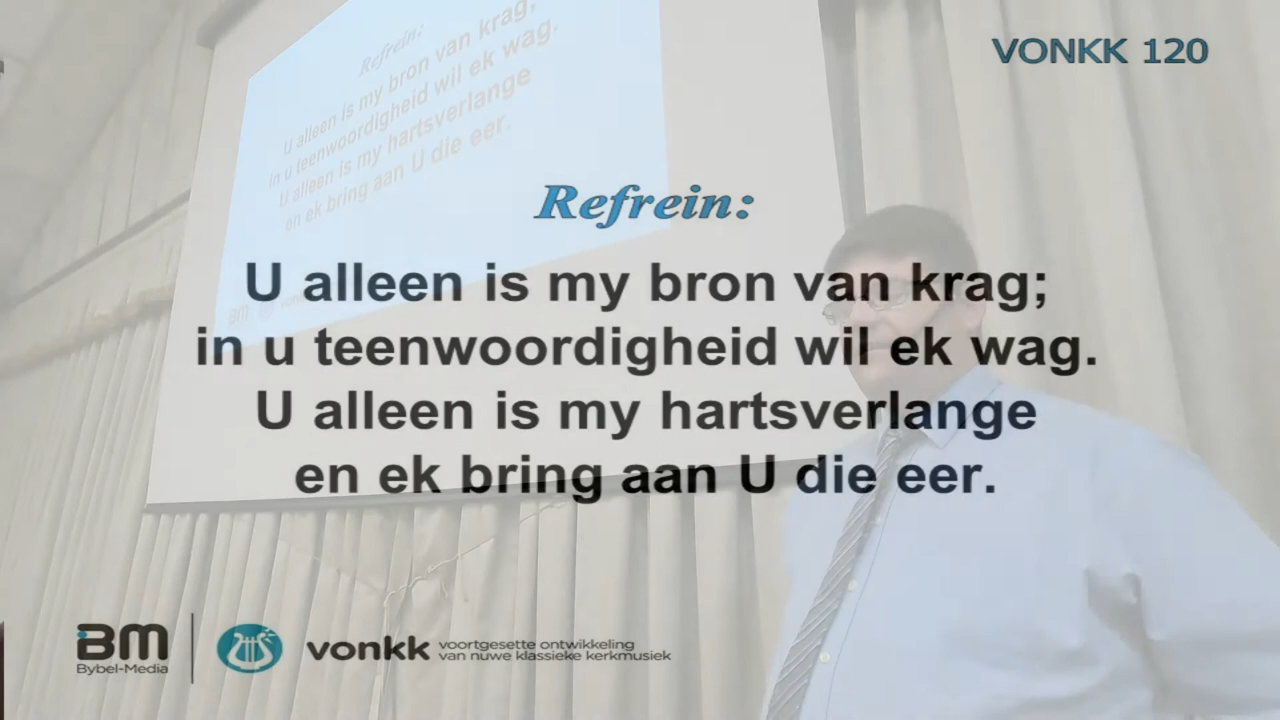 VONKK 120
Refrein:
U alleen is my bron van krag,
in u teenwoordigheid wil ek wag.
U alleen is my hartsverlange
en ek bring aan U die eer.
Refrein:
U alleen is my bron van krag;
in u teenwoordigheid wil ek wag.
U alleen is my hartsverlange
en ek bring aan U die eer.
BM
Bybel-Media
vonkk
voortgesette ontwikkeling
van nuwe klassieke kerkmusiek